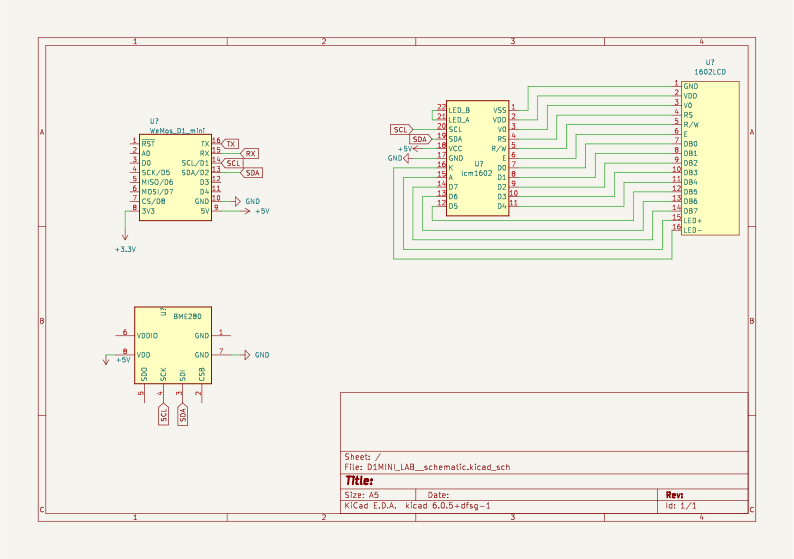 1 2 3 4
U?
WeMos_D1_mini
1 RST TX 16 TX
2 A0 RX 15 RX
3 D0 SCL/D1 14 SCL
4 SCK/D5 SDA/D2 13 SDA
5 MISO/D6 D3 12
6 MOSI/D7 D4 11
7 CS/D8 GND 10 GND
8 3V3 5V 9 +5V
+3.3V
22 LED_B VSS 1
21 LED_A VDD 2
SCL 20 SCL V0 3
SDA 19 SDA RS 4
+5V 18 VCC R/W 5
GND 17 GND E 6
16 K D0 7
15 A D1 8
14 D7 D2 9
13 D6 D3 10
12 D5 D4 11
U?
lcm1602
U?
1602LCD
1 GND
2 VDD
3 V0
4 RS
5 R/W
6 E
7 DB0
8 DB1
9 DB2
10 DB3
11 DB4
12 DB5
13 DB6
14 DB7
15 LED+
16 LED-
A A
B B
C C
U? BME280
6 VDDIO GND 1
+5V 8 VDD GND 7 GND
SDO SCK SDI CSB
5 4 3 2
SCL SDA
Sheet: /
File: D1MINI_LAB__schematic.kicad_sch
Title:
Size: A5 Date: Rev:
KiCad E.D.A. kicad 6.0.5+dfsg-1 Id: 1/1
1 2 3 4